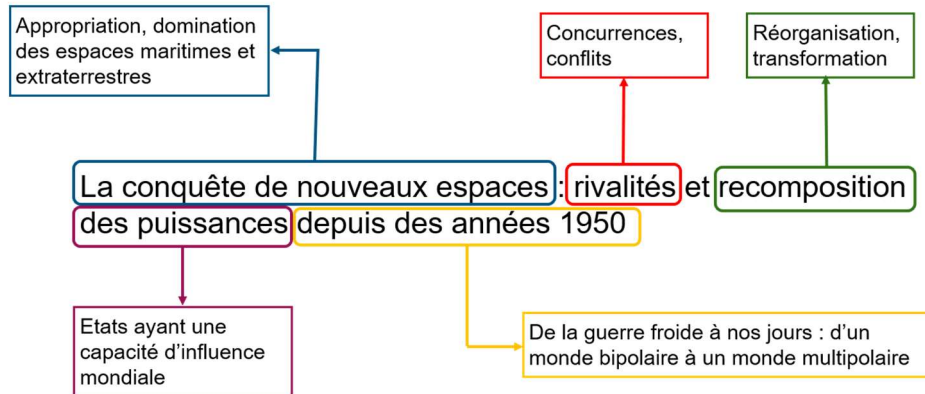 Appropriation, domination
des espaces maritimes et
extraterrestres
Concurrences,
conflits
Réorganisation,
transformation
La conquête de nouveaux espaces : rivalités et recomposition
des puissances depuis des années 1950
Etats ayant une
capacité d’influence
mondiale
De la guerre froide à nos jours : d’un
monde bipolaire à un monde multipolaire